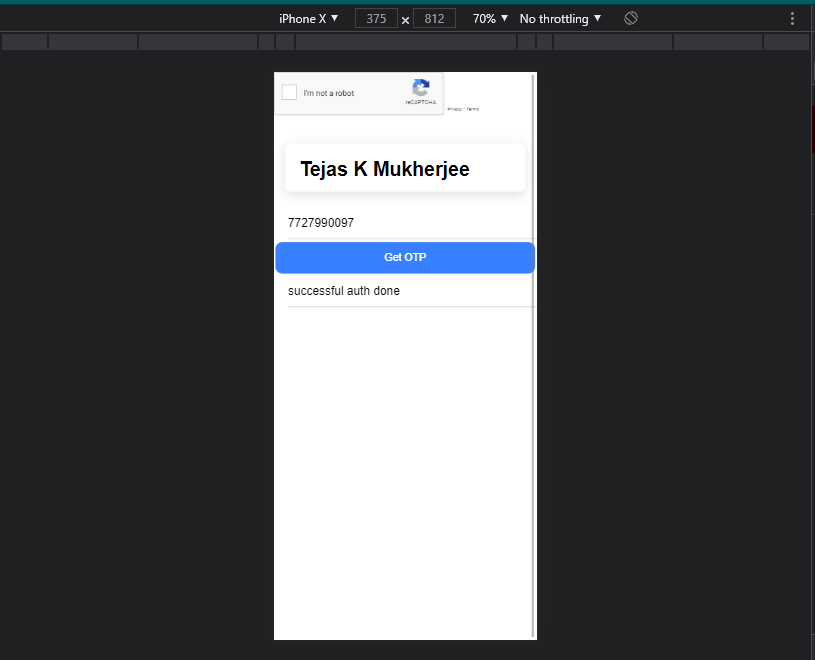 iPhone X ▼ 375 × 812 70% ▼ No throttling ▼
I'm not a robot
reCAPTCHA
Privacy - Terms
Tejas K Mukherjee
7727990097
Get OTP
successful auth done